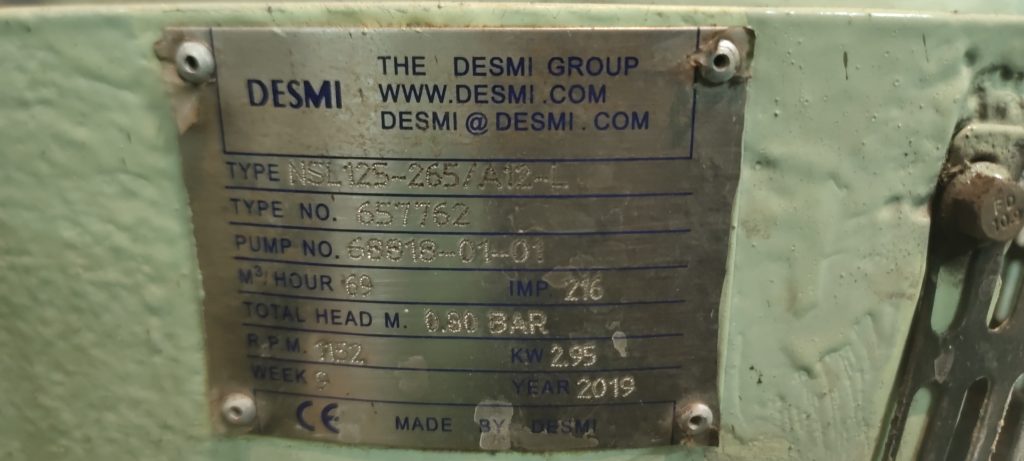 DESMI
THE DESMI GROUP
WWW.DESMI.COM
DESMI@DESMI.COM
TYPE NSL125-265/A12-L
TYPE NO. 657762
PUMP NO. 68818-01-01
M³/HOUR 69 IMP. 216
TOTAL HEAD M. 0.80 BAR
R.P.M. 1132 KW 2.95
WEEK 9 YEAR 2019
CE MADE BY DESMI